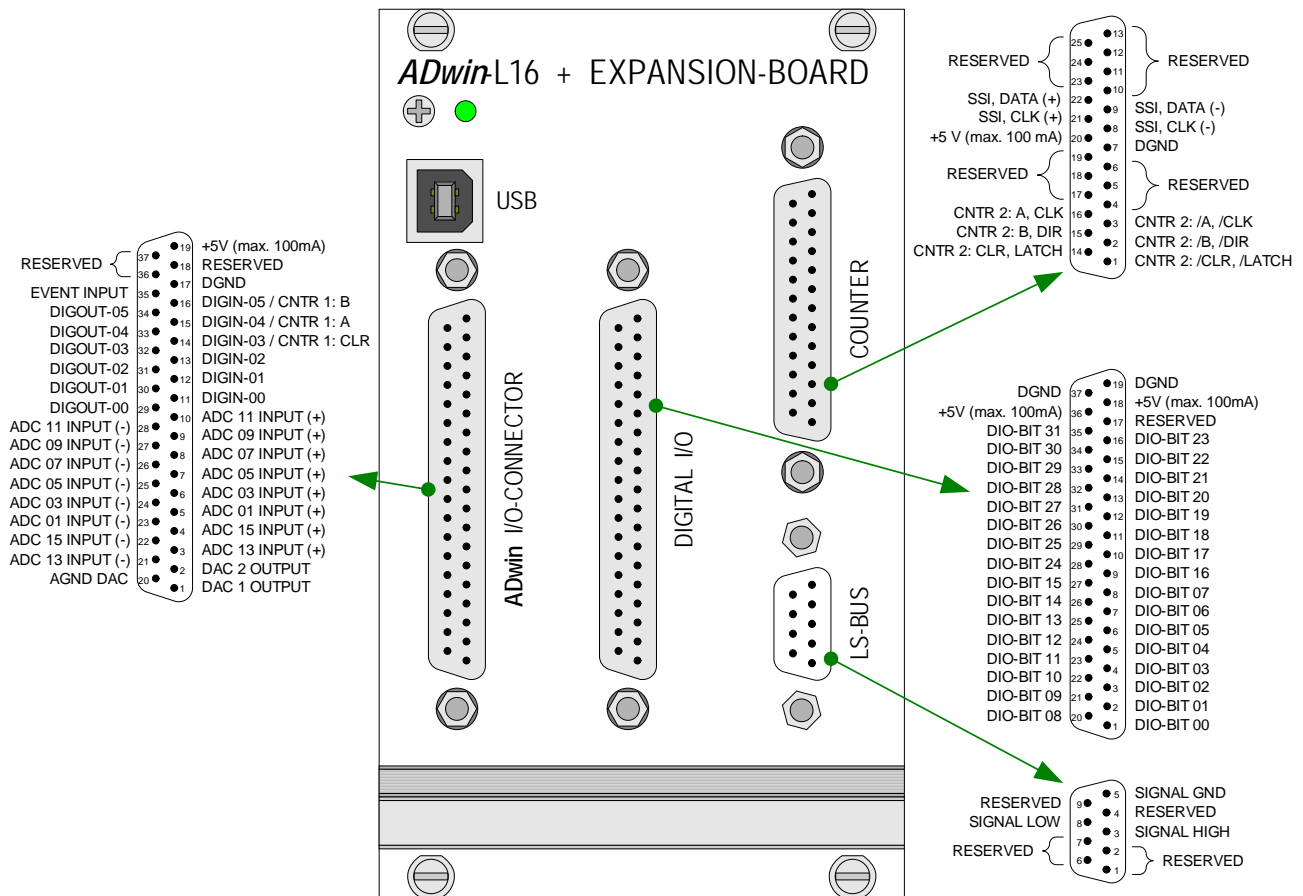 ADwin-L16 + EXPANSION-BOARD
USB
ADwin I/O-CONNECTOR
DIGITAL I/O
COUNTER
LS-BUS
37
36
35
34
33
32
31
30
29
28
27
26
25
24
23
22
21
20
19
18
17
16
15
14
13
12
11
10
9
8
7
6
5
4
3
2
1
RESERVED
EVENT INPUT
DIGOUT-05
DIGOUT-04
DIGOUT-03
DIGOUT-02
DIGOUT-01
DIGOUT-00
ADC 11 INPUT (-)
ADC 09 INPUT (-)
ADC 07 INPUT (-)
ADC 05 INPUT (-)
ADC 03 INPUT (-)
ADC 01 INPUT (-)
ADC 15 INPUT (-)
ADC 13 INPUT (-)
AGND DAC
+5V (max. 100mA)
RESERVED
DGND
DIGIN-05 / CNTR 1: B
DIGIN-04 / CNTR 1: A
DIGIN-03 / CNTR 1: CLR
DIGIN-02
DIGIN-01
DIGIN-00
ADC 11 INPUT (+)
ADC 09 INPUT (+)
ADC 07 INPUT (+)
ADC 05 INPUT (+)
ADC 03 INPUT (+)
ADC 01 INPUT (+)
ADC 15 INPUT (+)
ADC 13 INPUT (+)
DAC 2 OUTPUT
DAC 1 OUTPUT
25
24
23
22
21
20
19
18
17
16
15
14
13
12
11
10
9
8
7
6
5
4
3
2
1
RESERVED
SSI, DATA (+)
SSI, CLK (+)
+5 V (max. 100 mA)
RESERVED
CNTR 2: A, CLK
CNTR 2: B, DIR
CNTR 2: CLR, LATCH
RESERVED
SSI, DATA (-)
SSI, CLK (-)
DGND
RESERVED
CNTR 2: /A, /CLK
CNTR 2: /B, /DIR
CNTR 2: /CLR, /LATCH
37
36
35
34
33
32
31
30
29
28
27
26
25
24
23
22
21
20
19
18
17
16
15
14
13
12
11
10
9
8
7
6
5
4
3
2
1
DGND
+5V (max. 100mA)
DIO-BIT 31
DIO-BIT 30
DIO-BIT 29
DIO-BIT 28
DIO-BIT 27
DIO-BIT 26
DIO-BIT 25
DIO-BIT 24
DIO-BIT 15
DIO-BIT 14
DIO-BIT 13
DIO-BIT 12
DIO-BIT 11
DIO-BIT 10
DIO-BIT 09
DIO-BIT 08
DGND
+5V (max. 100mA)
RESERVED
DIO-BIT 23
DIO-BIT 22
DIO-BIT 21
DIO-BIT 20
DIO-BIT 19
DIO-BIT 18
DIO-BIT 17
DIO-BIT 16
DIO-BIT 07
DIO-BIT 06
DIO-BIT 05
DIO-BIT 04
DIO-BIT 03
DIO-BIT 02
DIO-BIT 01
DIO-BIT 00
9
8
7
6
5
4
3
2
1
RESERVED
SIGNAL LOW
RESERVED
SIGNAL GND
RESERVED
SIGNAL HIGH
RESERVED